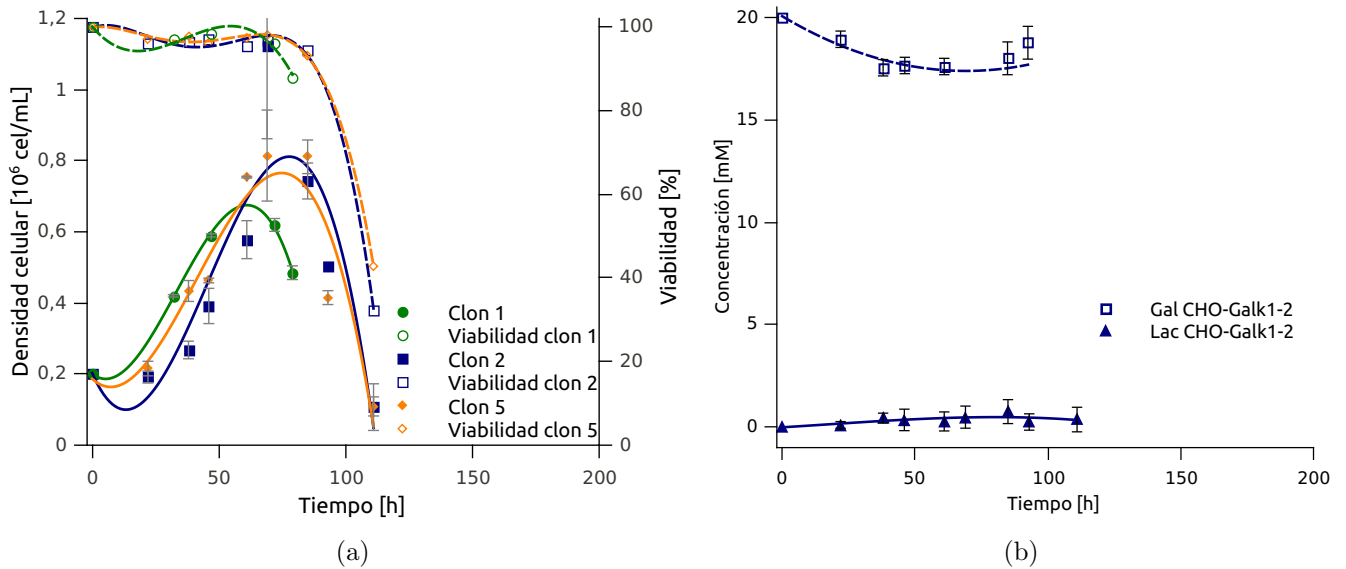 1,2
1
0,8
0,6
0,4
0,2
0
Densidad celular [10⁶ cel/mL]
100
80
60
40
20
0
Viabilidad [%]
Clon 1
Viabilidad clon 1
Clon 2
Viabilidad clon 2
Clon 5
Viabilidad clon 5
0 50 100 150 200
Tiempo [h]
(a)
20
15
5
0
Concentración [mM]
Gal CHO-Galk1-2
Lac CHO-Galk1-2
0 50 100 150 200
Tiempo [h]
(b)